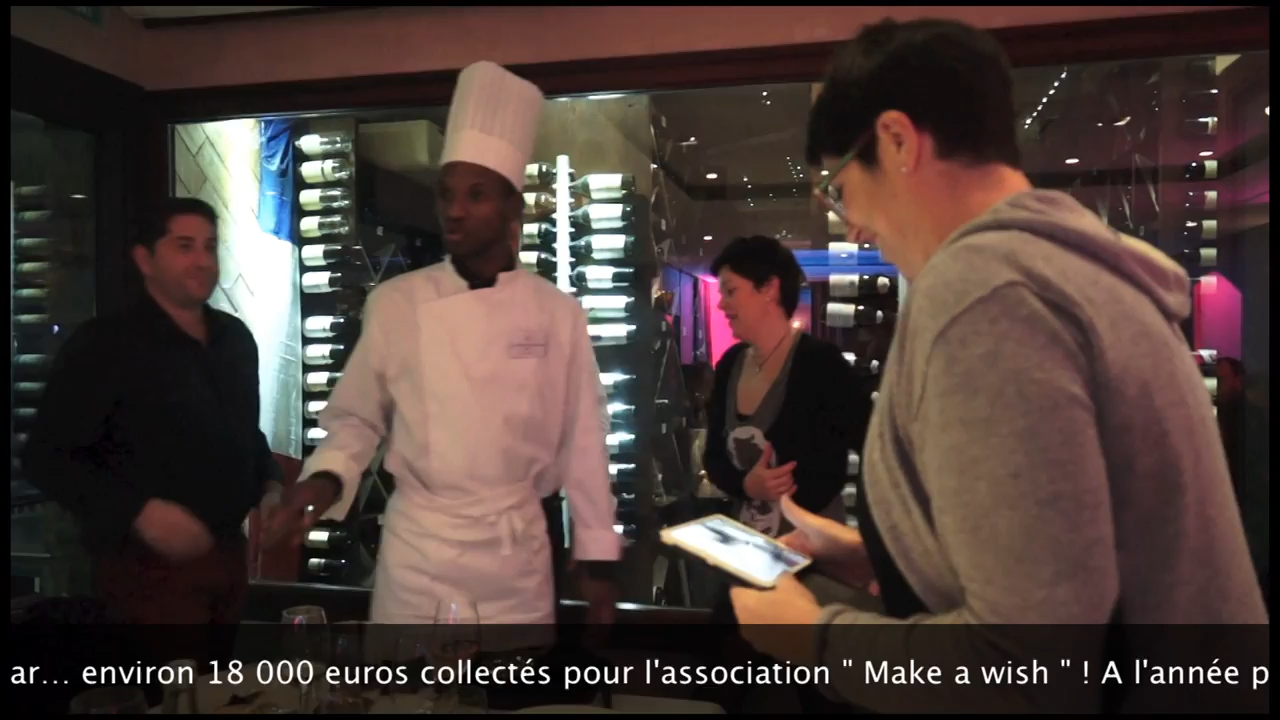 ar... environ 18 000 euros collectés pour l'association " Make a wish " ! A l'année p